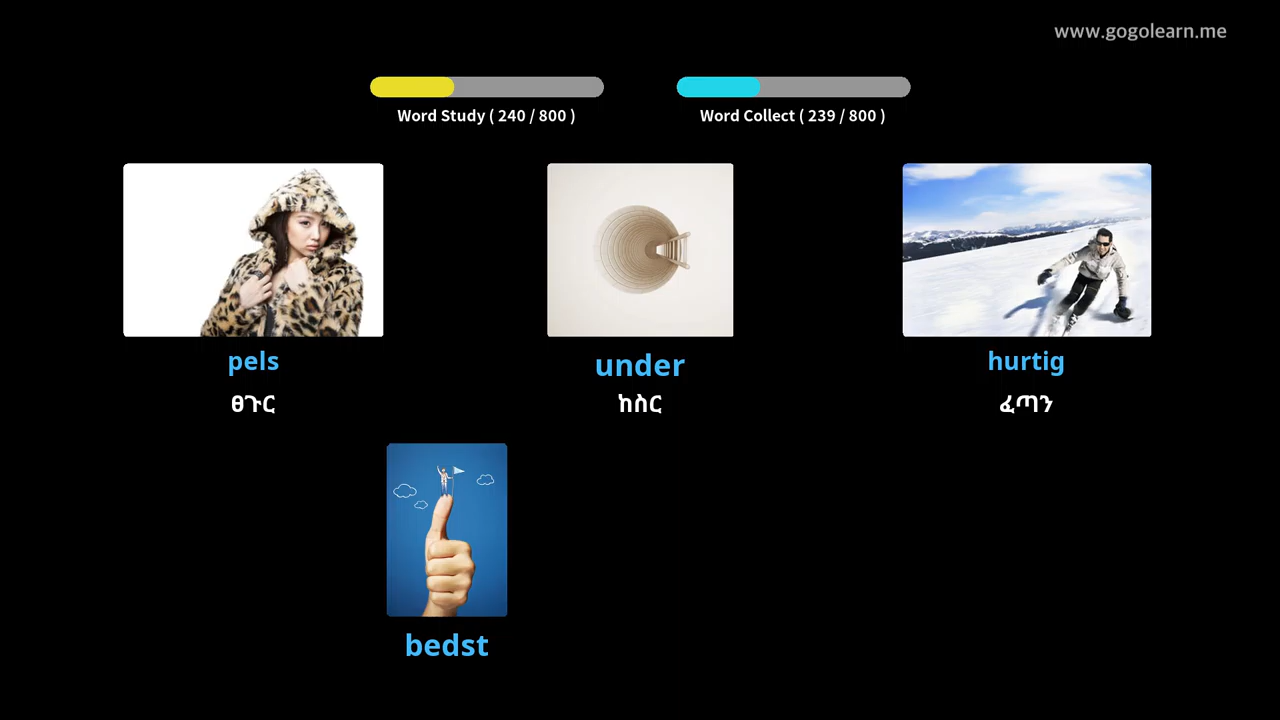 www.gogolearn.me
Word Study ( 240 / 800 )
Word Collect ( 239 / 800 )
pels
under
hurtig
ፀጉር
ከስር
ፈጣን
bedst